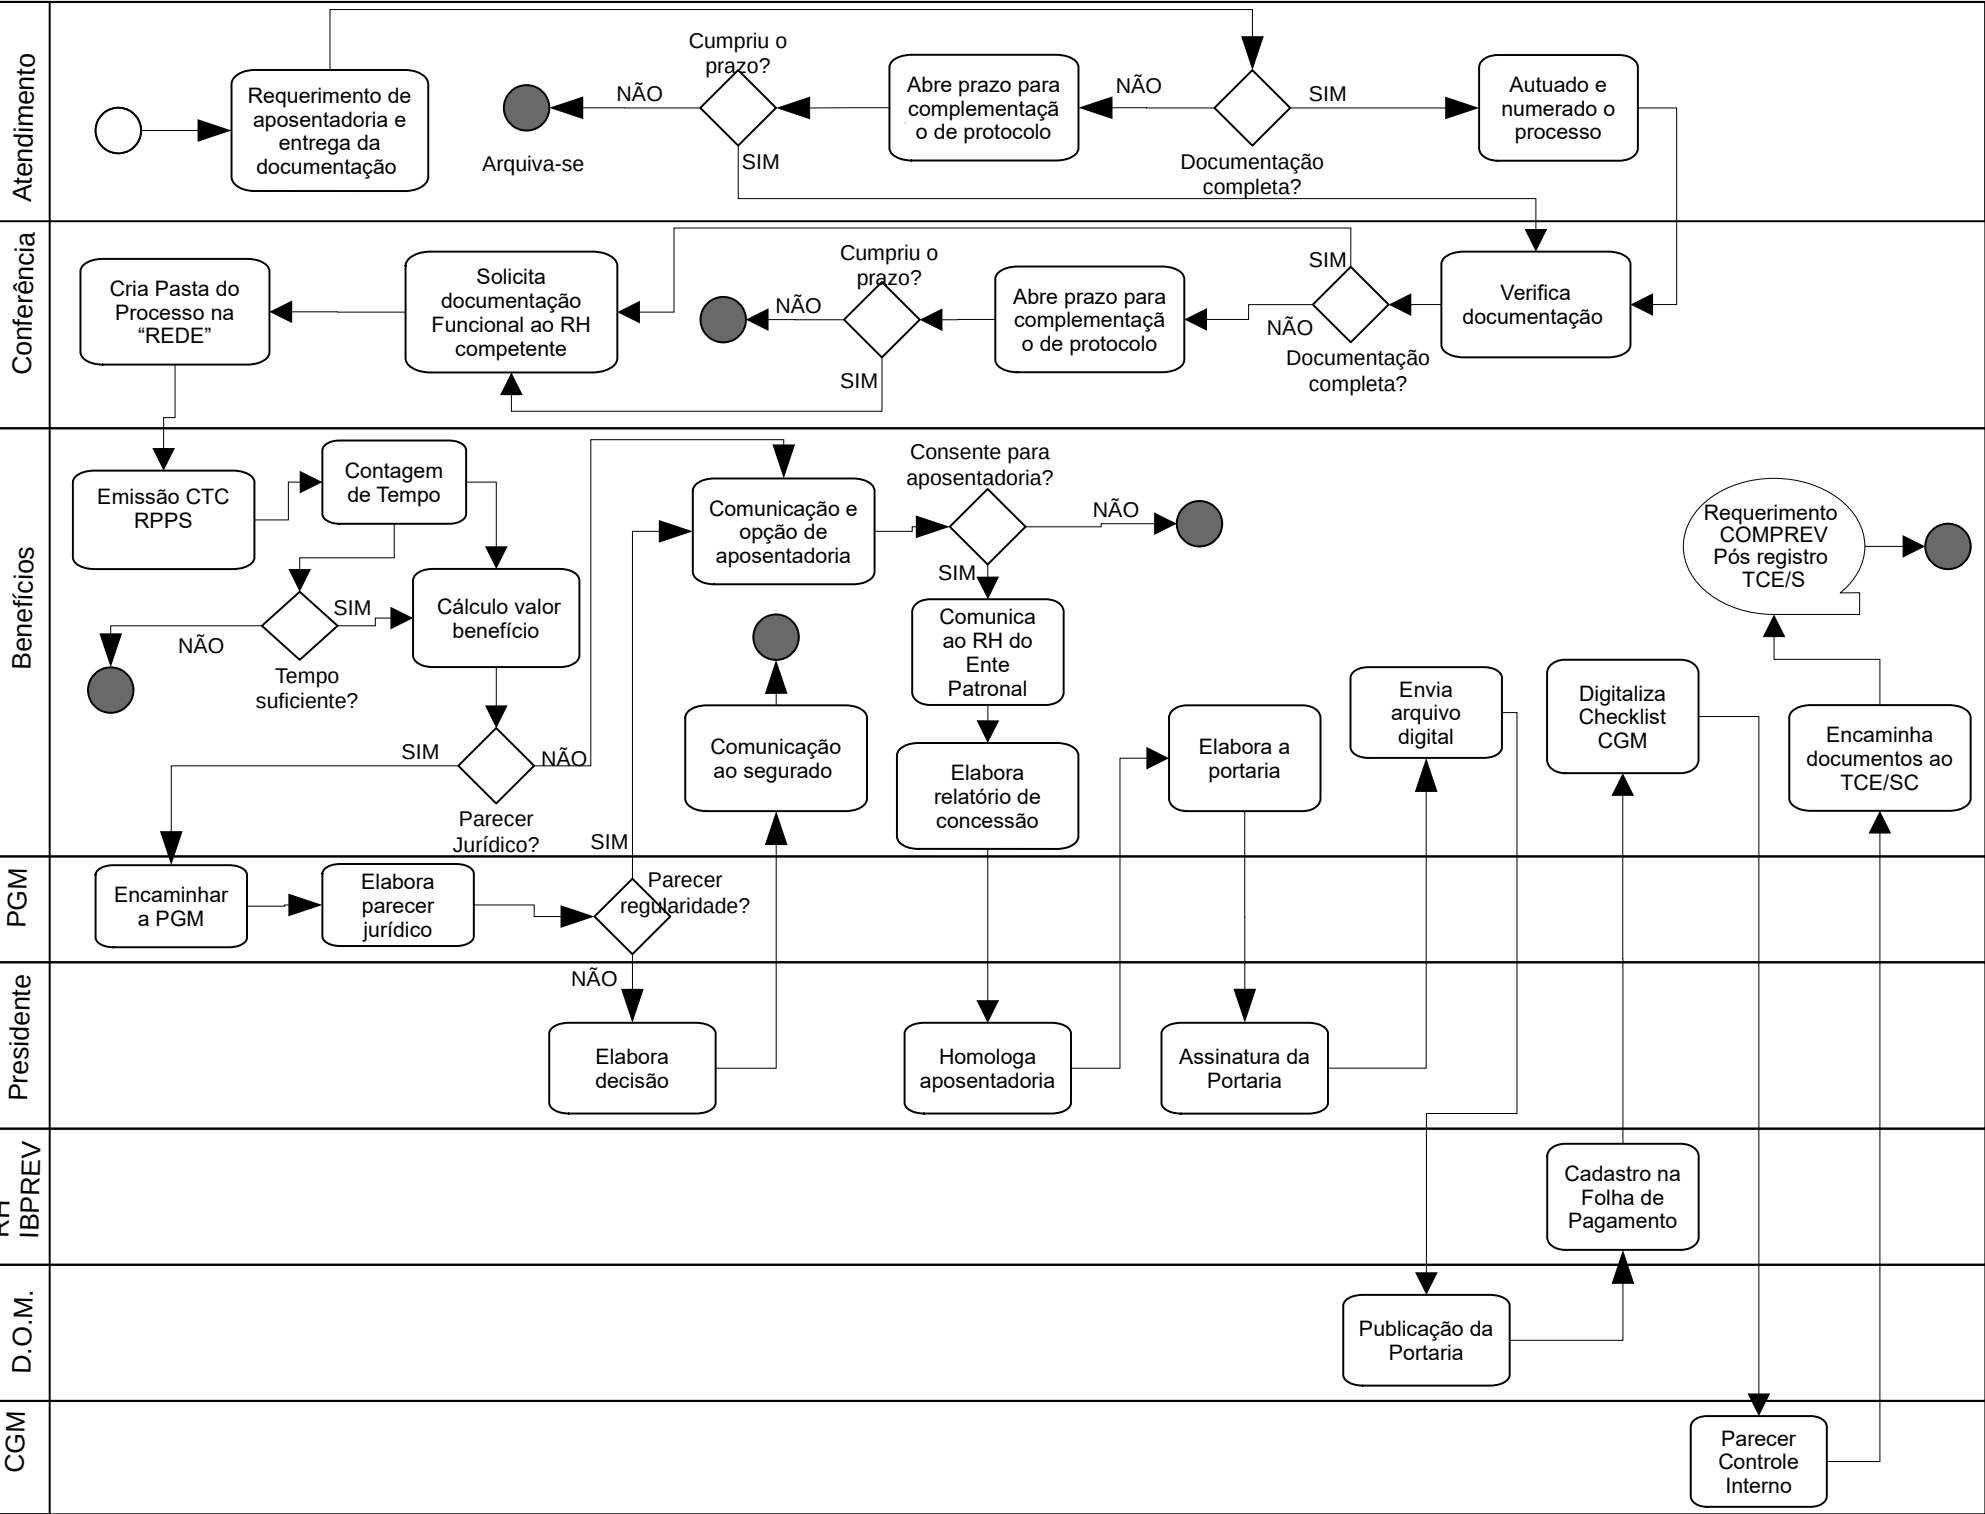 Atendimento
Requerimento de
aposentadoria e
entrega da
documentação
Arquiva-se
NÃO
Cumpriu o
prazo?
SIM
Abre prazo para
complementaçã
o de protocolo
NÃO
Documentação
completa?
SIM
Autuado e
numerado o
processo
Conferência
Cria Pasta do
Processo na
“REDE”
Solicita
documentação
Funcional ao RH
competente
NÃO
Cumpriu o
prazo?
SIM
Abre prazo para
complementaçã
o de protocolo
SIM
NÃO
Documentação
completa?
Verifica
documentação
Benefícios
Emissão CTC
RPPS
Contagem
de Tempo
NÃO
SIM
Tempo
suficiente?
Cálculo valor
benefício
SIM
NÃO
Parecer
Jurídico?
Comunicação e
opção de
aposentadoria
Consente para
aposentadoria?
NÃO
SIM
Comunica
ao RH do
Ente
Patronal
Comunicação
ao segurado
Elabora
relatório de
concessão
Elabora a
portaria
Envia
arquivo
digital
Digitaliza
Checklist
CGM
Encaminha
documentos ao
TCE/SC
Requerimento
COMPREV
Pós registro
TCE/S
SIM
PGM
Encaminhar
a PGM
Elabora
parecer
jurídico
Parecer
regularidade?
Presidente
NÃO
Elabora
decisão
Homologa
aposentadoria
Assinatura da
Portaria
RH
IBPREV
Cadastro na
Folha de
Pagamento
D.O.M.
Publicação da
Portaria
CGM
Parecer
Controle
Interno